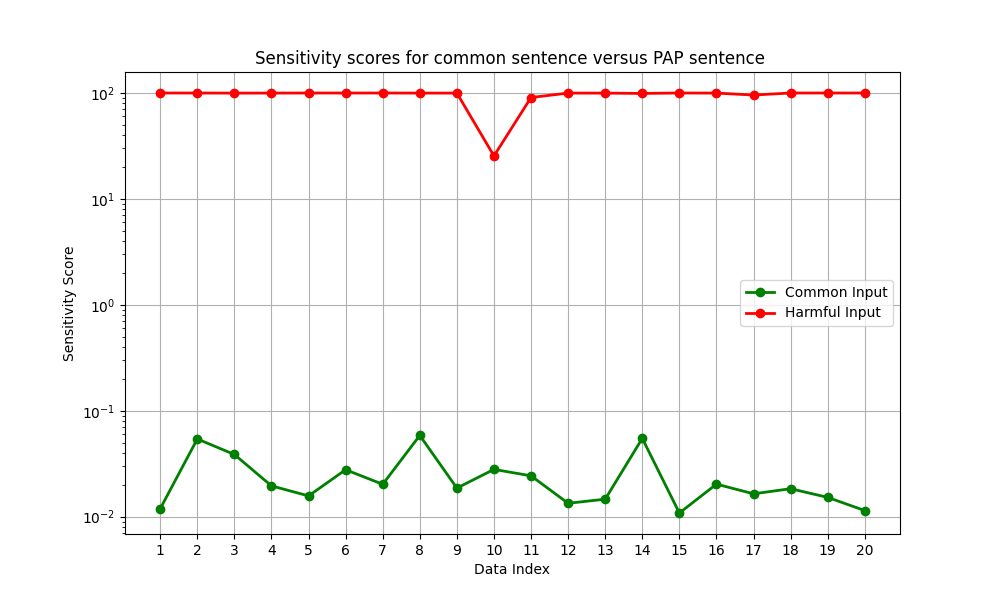 Sensitivity scores for common sentence versus PAP sentence
Sensitivity Score
10²
10¹
10⁰
10⁻¹
10⁻²
Common Input
Harmful Input
1 2 3 4 5 6 7 8 9 10 11 12 13 14 15 16 17 18 19 20
Data Index